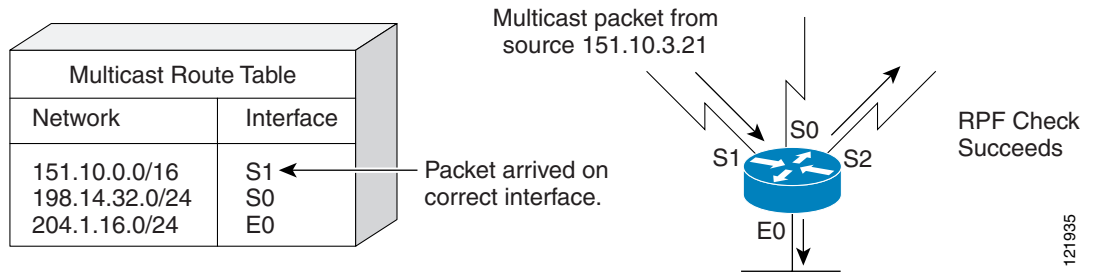 Multicast Route Table
Network Interface
151.10.0.0/16 S1
198.14.32.0/24 S0
204.1.16.0/24 E0
Packet arrived on
correct interface.
Multicast packet from
source 151.10.3.21
S0
S1
S2
E0
RPF Check
Succeeds
121935